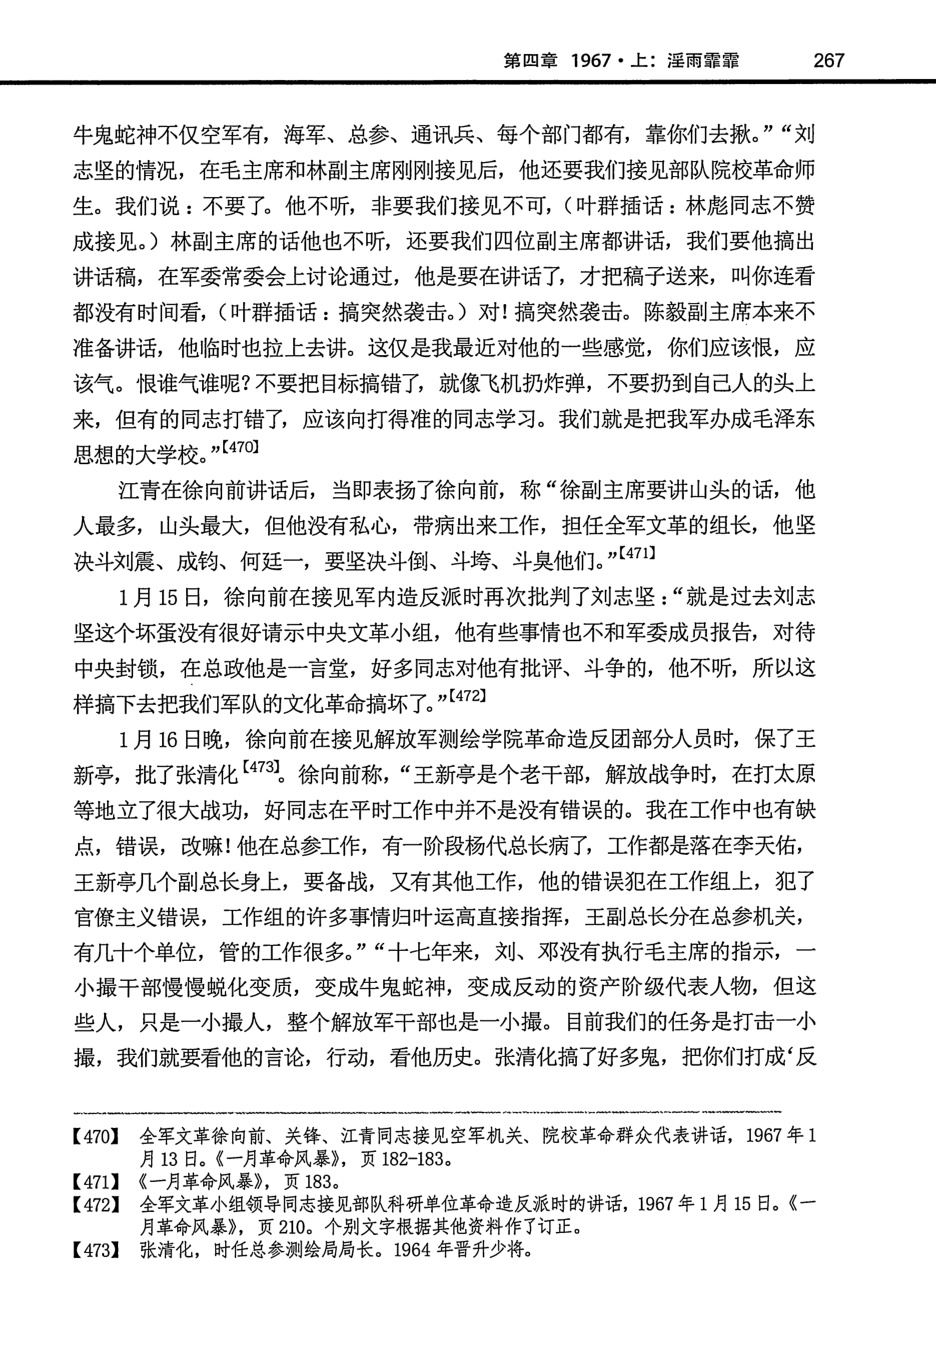 第四章 1967·上：淫雨霏霏 267
牛鬼蛇神不仅空军有，海军、总参、通讯兵、每个部门都有，靠你们去揪。”“刘
志坚的情况，在毛主席和林副主席刚刚接见后，他还要我们接见部队院校革命师
生。我们说：不要了。他不听，非要我们接见不可，（叶群插话：林彪同志不赞
成接见。）林副主席的话他也不听，还要我们四位副主席都讲话，我们要他搞出
讲话稿，在军委常委会上讨论通过，他是要在讲话了，才把稿子送来，叫你连看
都没有时间看，（叶群插话：搞突然袭击。）对！搞突然袭击。陈毅副主席本来不
准备讲话，他临时也拉上去讲。这仅是我最近对他的一些感觉，你们应该恨，应
该气。恨谁气谁呢？不要把目标搞错了，就像飞机扔炸弹，不要扔到自己人的头上
来，但有的同志打错了，应该向打得准的同志学习。我们就是把我军办成毛泽东
思想的大学校。”【470】
江青在徐向前讲话后，当即表扬了徐向前，称“徐副主席要讲山头的话，他
人最多，山头最大，但他没有私心，带病出来工作，担任全军文革的组长，他坚
决斗刘震、成钧、何廷一，要坚决斗倒、斗垮、斗臭他们。”【471】
1月15日，徐向前在接见军内造反派时再次批判了刘志坚：“就是过去刘志
坚这个坏蛋没有很好请示中央文革小组，他有些事情也不和军委成员报告，对待
中央封锁，在总政他是一言堂，好多同志对他有批评、斗争的，他不听，所以这
样搞下去把我们军队的文化革命搞坏了。”【472】
1月16日晚，徐向前在接见解放军测绘学院革命造反团部分人员时，保了王
新亭，批了张清化【473】。徐向前称，“王新亭是个老干部，解放战争时，在打太原
等地立了很大战功，好同志在平时工作中并不是没有错误的。我在工作中也有缺
点，错误，改嘛！他在总参工作，有一阶段杨代总长病了，工作都是落在李天佑，
王新亭几个副总长身上，要备战，又有其他工作，他的错误犯在工作组上，犯了
官僚主义错误，工作组的许多事情归叶运高直接指挥，王副总长分在总参机关，
有几十个单位，管的工作很多。”“十七年来，刘、邓没有执行毛主席的指示，一
小撮干部慢慢蜕化变质，变成牛鬼蛇神，变成反动的资产阶级代表人物，但这
些人，只是一小撮人，整个解放军干部也是一小撮。目前我们的任务是打击一小
撮，我们就要看他的言论，行动，看他历史。张清化搞了好多鬼，把你们打成‘反
【470】 全军文革徐向前、关锋、江青同志接见空军机关、院校革命群众代表讲话，1967年1
月13日。《一月革命风暴》，页182-183。
【471】 《一月革命风暴》，页183。
【472】 全军文革小组领导同志接见部队科研单位革命造反派时的讲话，1967年1月15日。《一
月革命风暴》，页210。个别文字根据其他资料作了订正。
【473】 张清化，时任总参测绘局局长。1964年晋升少将。